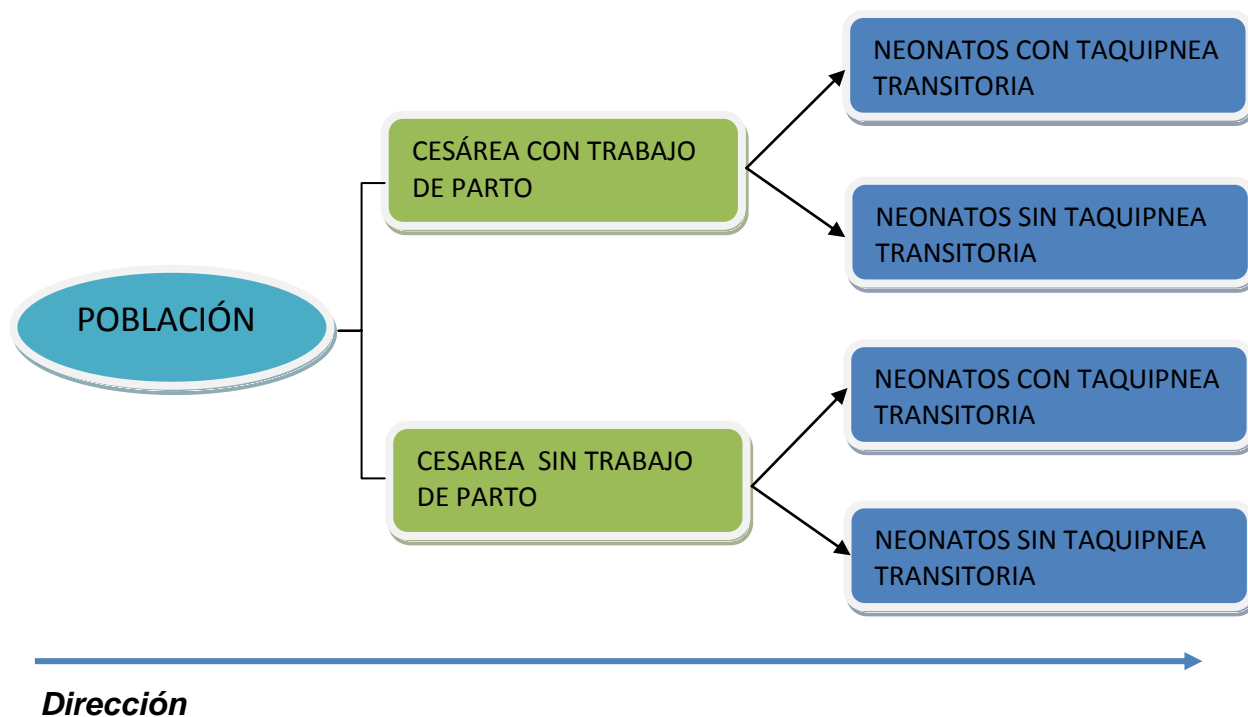 NEONATOS CON TAQUIPNEA
TRANSITORIA
CESÁREA CON TRABAJO
DE PARTO
NEONATOS SIN TAQUIPNEA
TRANSITORIA
POBLACIÓN
NEONATOS CON TAQUIPNEA
TRANSITORIA
CESAREA  SIN TRABAJO
DE PARTO
NEONATOS SIN TAQUIPNEA
TRANSITORIA
Dirección